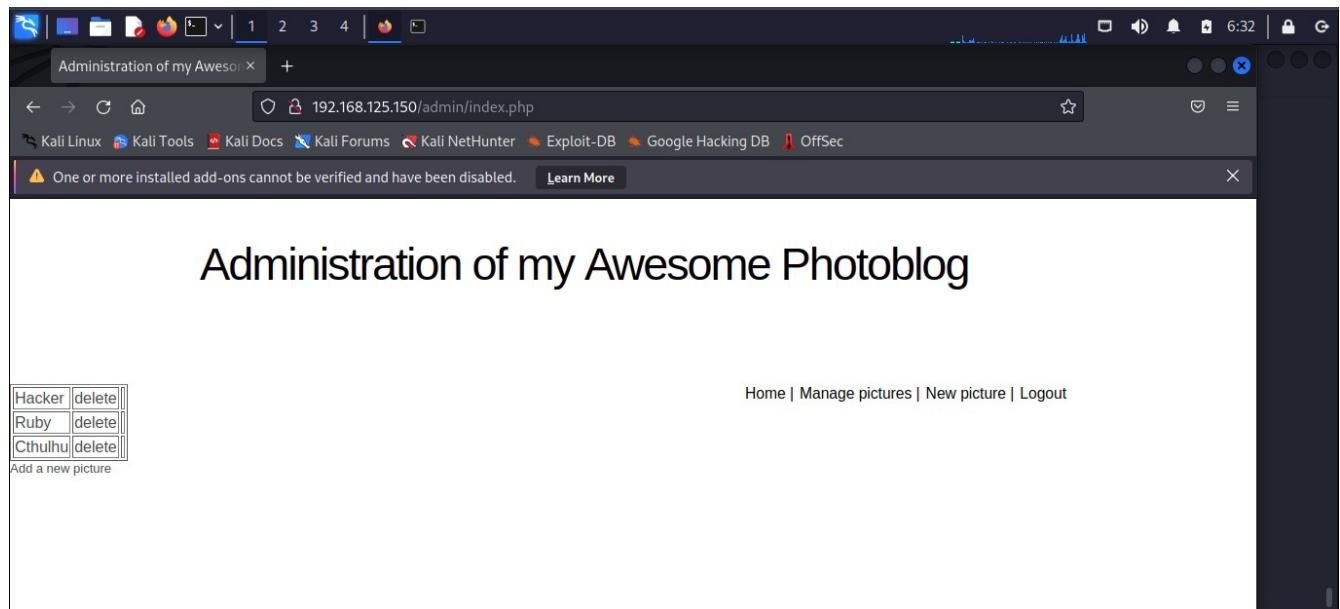 1 2 3 4 6:32
Administration of my Aweson
192.168.125.150/admin/index.php
Kali Linux Kali Tools Kali Docs Kali Forums Kali NetHunter Exploit-DB Google Hacking DB OffSec
One or more installed add-ons cannot be verified and have been disabled. Learn More
Administration of my Awesome Photoblog
Home | Manage pictures | New picture | Logout
Hacker delete
Ruby delete
Cthulhu delete
Add a new picture